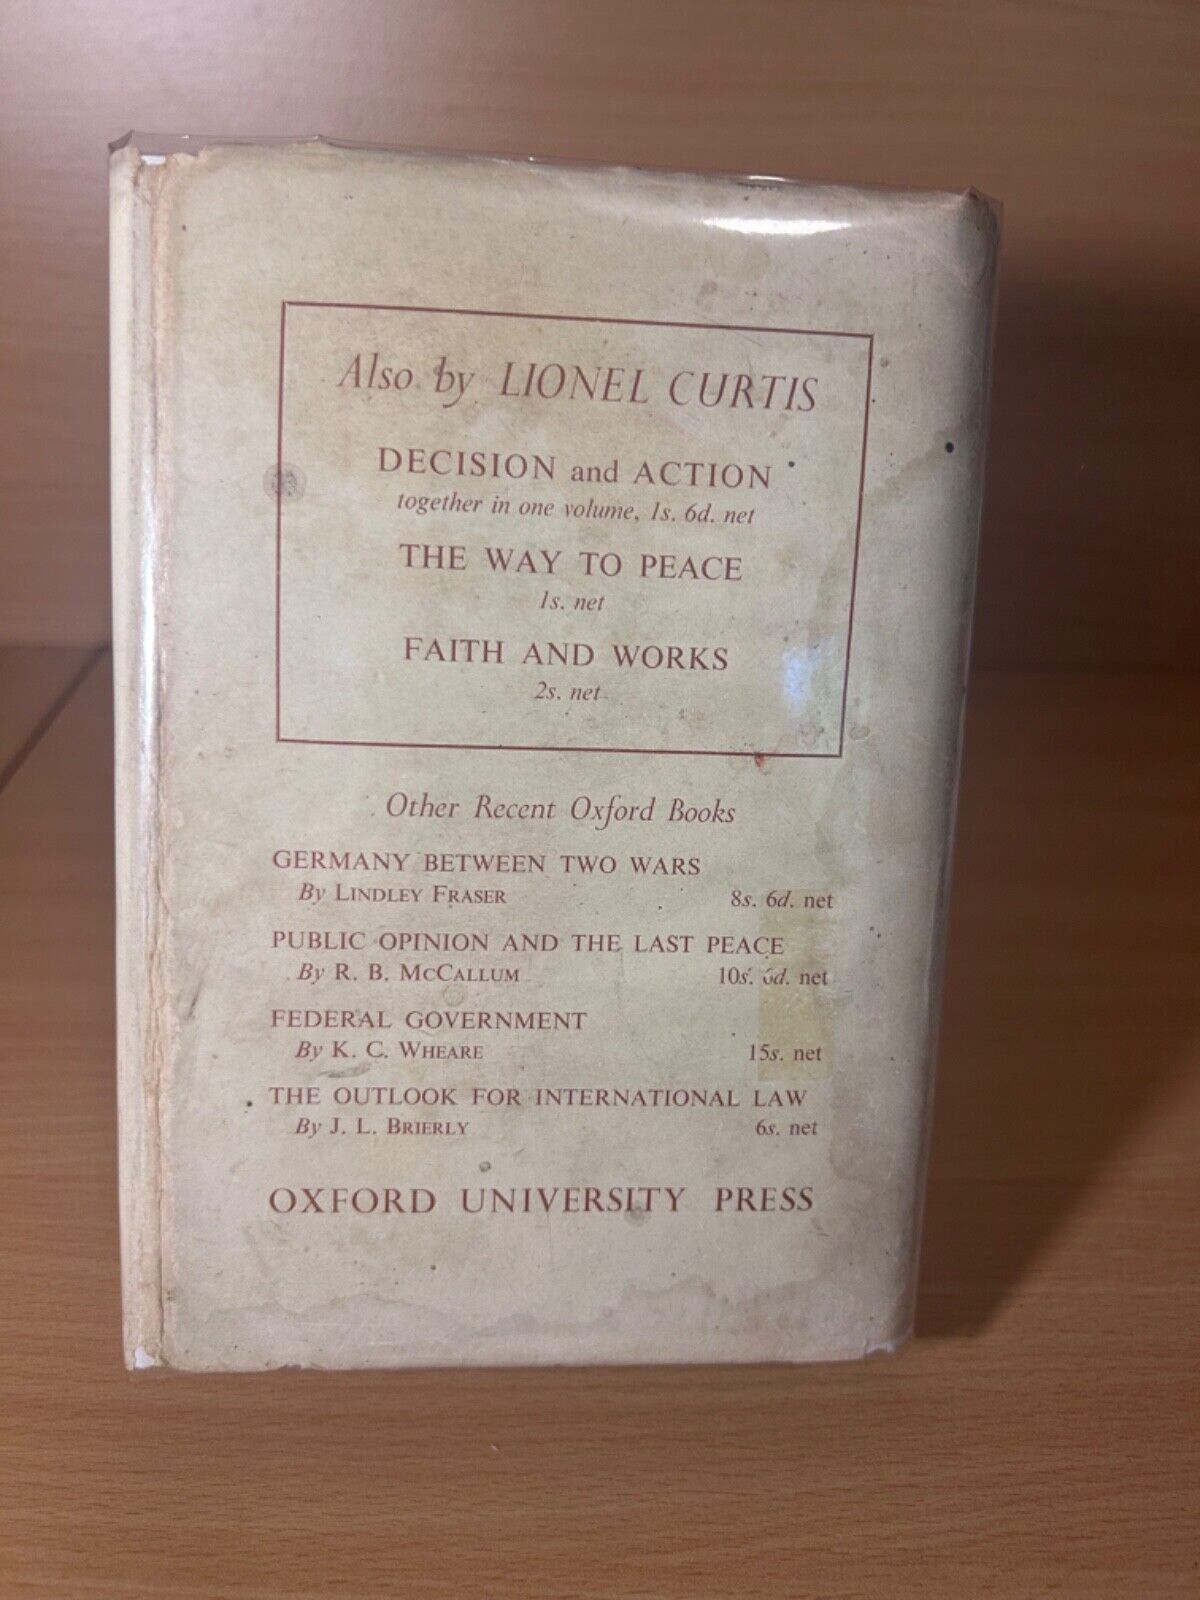 Also by LIONEL CURTIS
DECISION and ACTION
together in one volume, 1s. 6d. net
THE WAY TO PEACE
1s. net
FAITH AND WORKS
2s. net
Other Recent Oxford Books
GERMANY BETWEEN TWO WARS
By LINDLEY FRASER 8s. 6d. net
PUBLIC OPINION AND THE LAST PEACE
By R. B. MCCALLUM 10s. 6d. net
FEDERAL GOVERNMENT
By K. C. WHEARE 15s. net
THE OUTLOOK FOR INTERNATIONAL LAW
By J. L. BRIERLY 6s. net
OXFORD UNIVERSITY PRESS